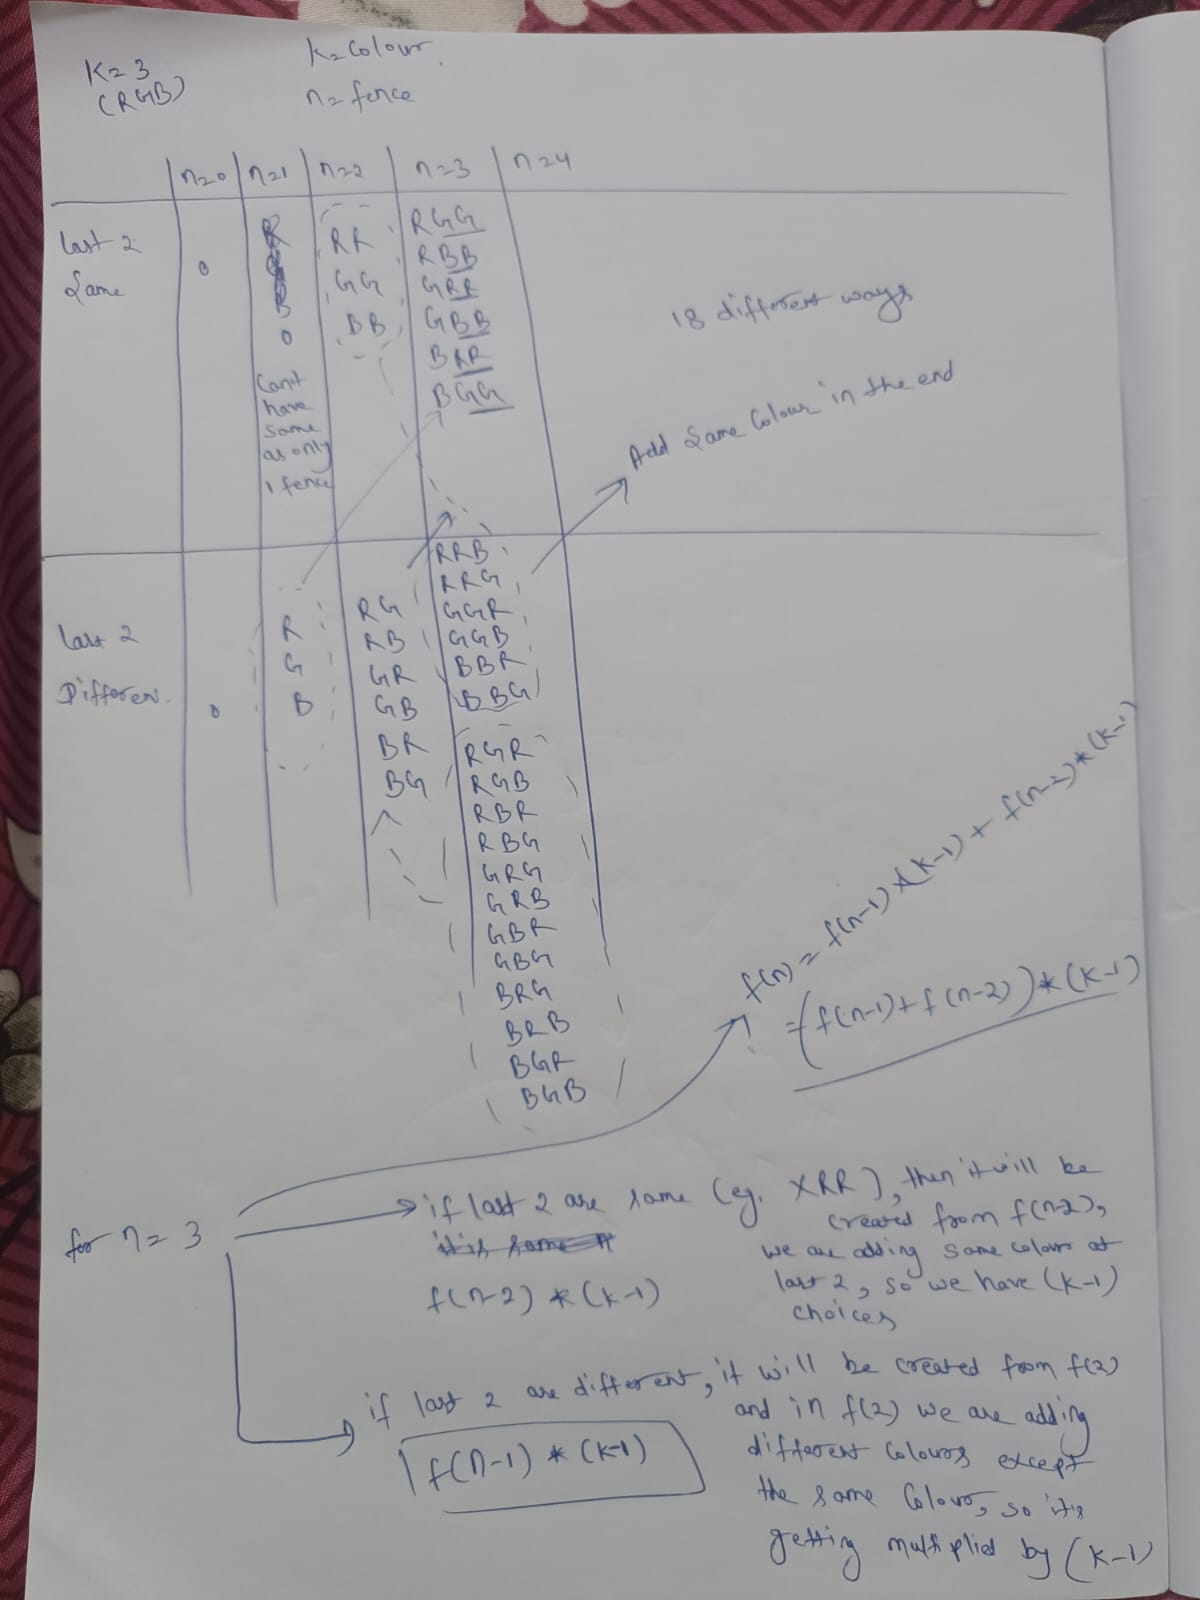 K=3
(RGB)
K=Colour.
n=fence
n=0
n=1
n=2
n=3
n=4
last 2
Same
0
0
Can't
have
same
as only
1 fence
RR
GG
BB
RGG
RBB
GRR
GBB
BRR
BGG
18 different ways
Add Same Colour in the end
last 2
Differen.
0
R
G
B
RG
RB
GR
GB
BR
BG
RRB
RRG
GGR
GGB
BBR
BBG
RGR
RGB
RBR
RBG
GRG
GRB
GBR
GBG
BRG
BRB
BGR
BGB
f(n) = f(n-1)*(K-1) + f(n-2)*(K-1)
=(f(n-1)+f(n-2))*(K-1)
for n=3
if last 2 are same (eg. XRR), then it will be
created from f(n-2),
we are adding same colour at
last 2, so we have (K-1)
choices
f(n-2) * (K-1)
if last 2 are different, it will be created from f(2)
and in f(2) we are adding
different colours except
the same Colour, so it's
getting multiplied by (K-1)
f(n-1) * (K-1)